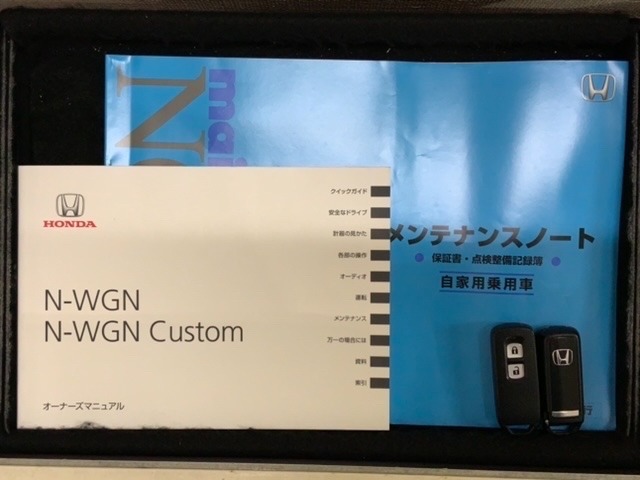 mai
N
メンテナンスノート
保証書・点検整備記録簿
自家用乗用車
行
HONDA
N-WGN
N-WGN Custom
オーナーズマニュアル
クイックガイド
安全なドライブ
計器の見かた
各部の操作
オーディオ
運転
メンテナンス
万一の場合には
資料
索引